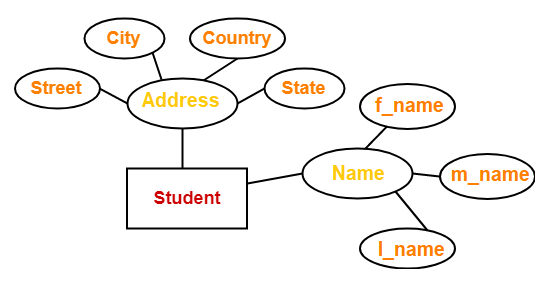 City
Country
Street
Address
State
f_name
Name
m_name
Student
l_name